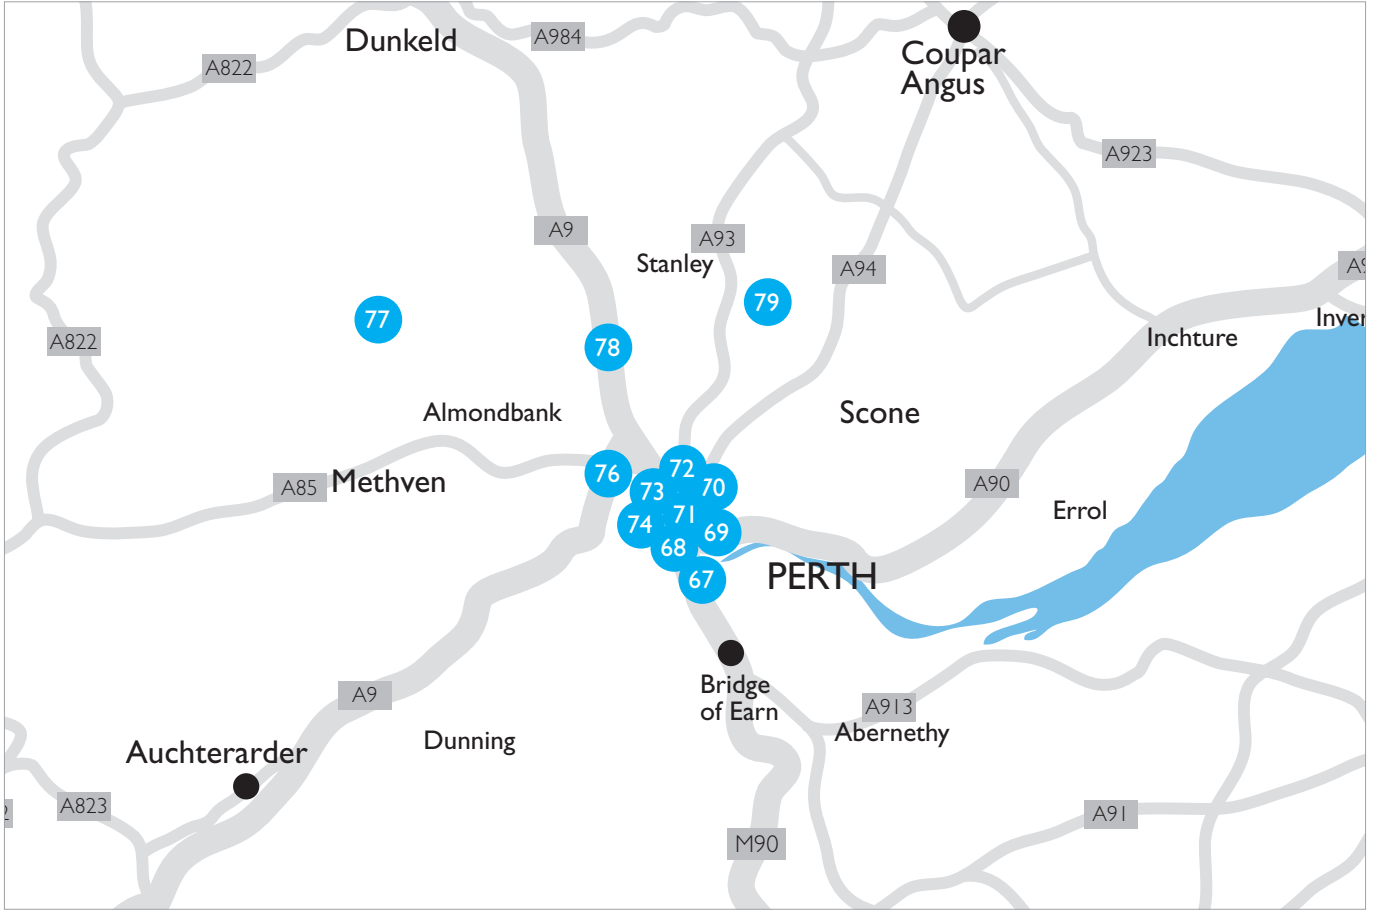 Dunkeld
A984
A822
Coupar
Angus
A923
A9
A93
Stanley
A94
79
77
78
Inver
Inchture
A822
Almondbank
Scone
72
76
73
70
A85
Methven
A90
71
74
69
Errol
68
67
PERTH
Bridge
of Earn
A9
A913
Abernethy
Dunning
Auchterarder
A823
A91
M90